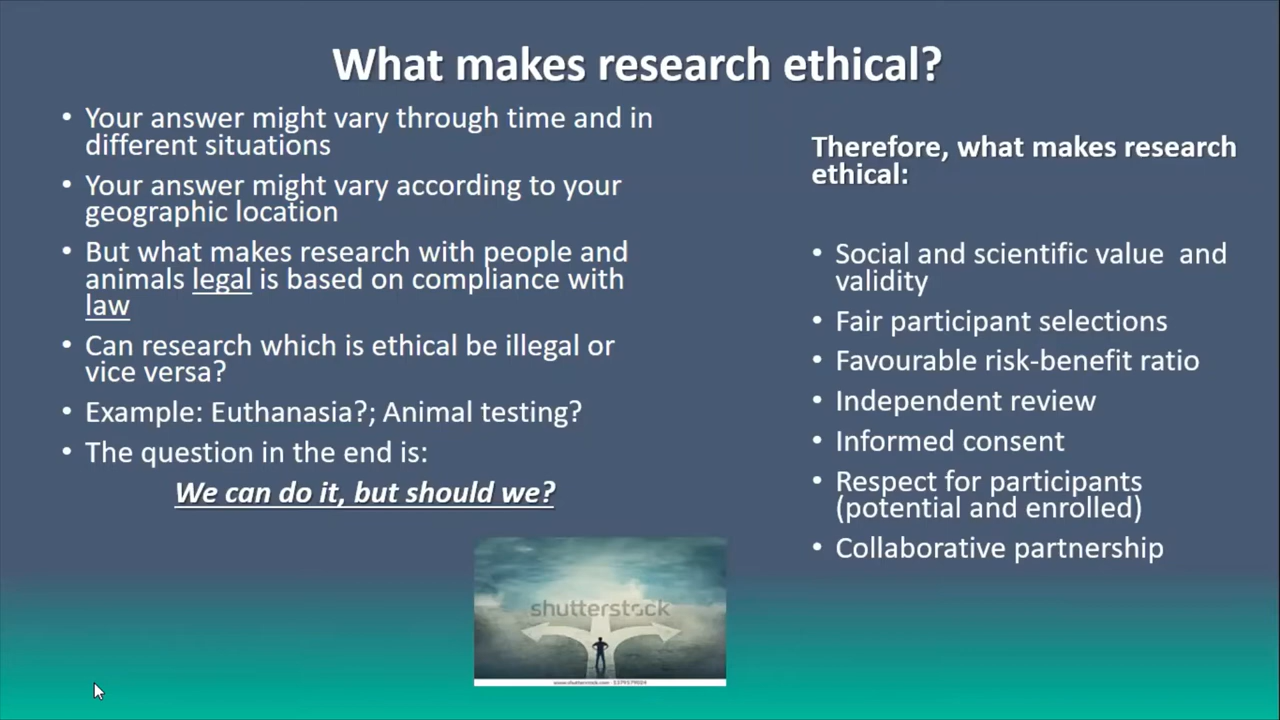 What makes research ethical?
• Your answer might vary through time and in
different situations
• Your answer might vary according to your
geographic location
• But what makes research with people and
animals legal is based on compliance with
law
• Can research which is ethical be illegal or
vice versa?
• Example: Euthanasia?; Animal testing?
• The question in the end is:
We can do it, but should we?
Therefore, what makes research
ethical:
• Social and scientific value and
validity
• Fair participant selections
• Favourable risk-benefit ratio
• Independent review
• Informed consent
• Respect for participants
(potential and enrolled)
• Collaborative partnership
shutterstock